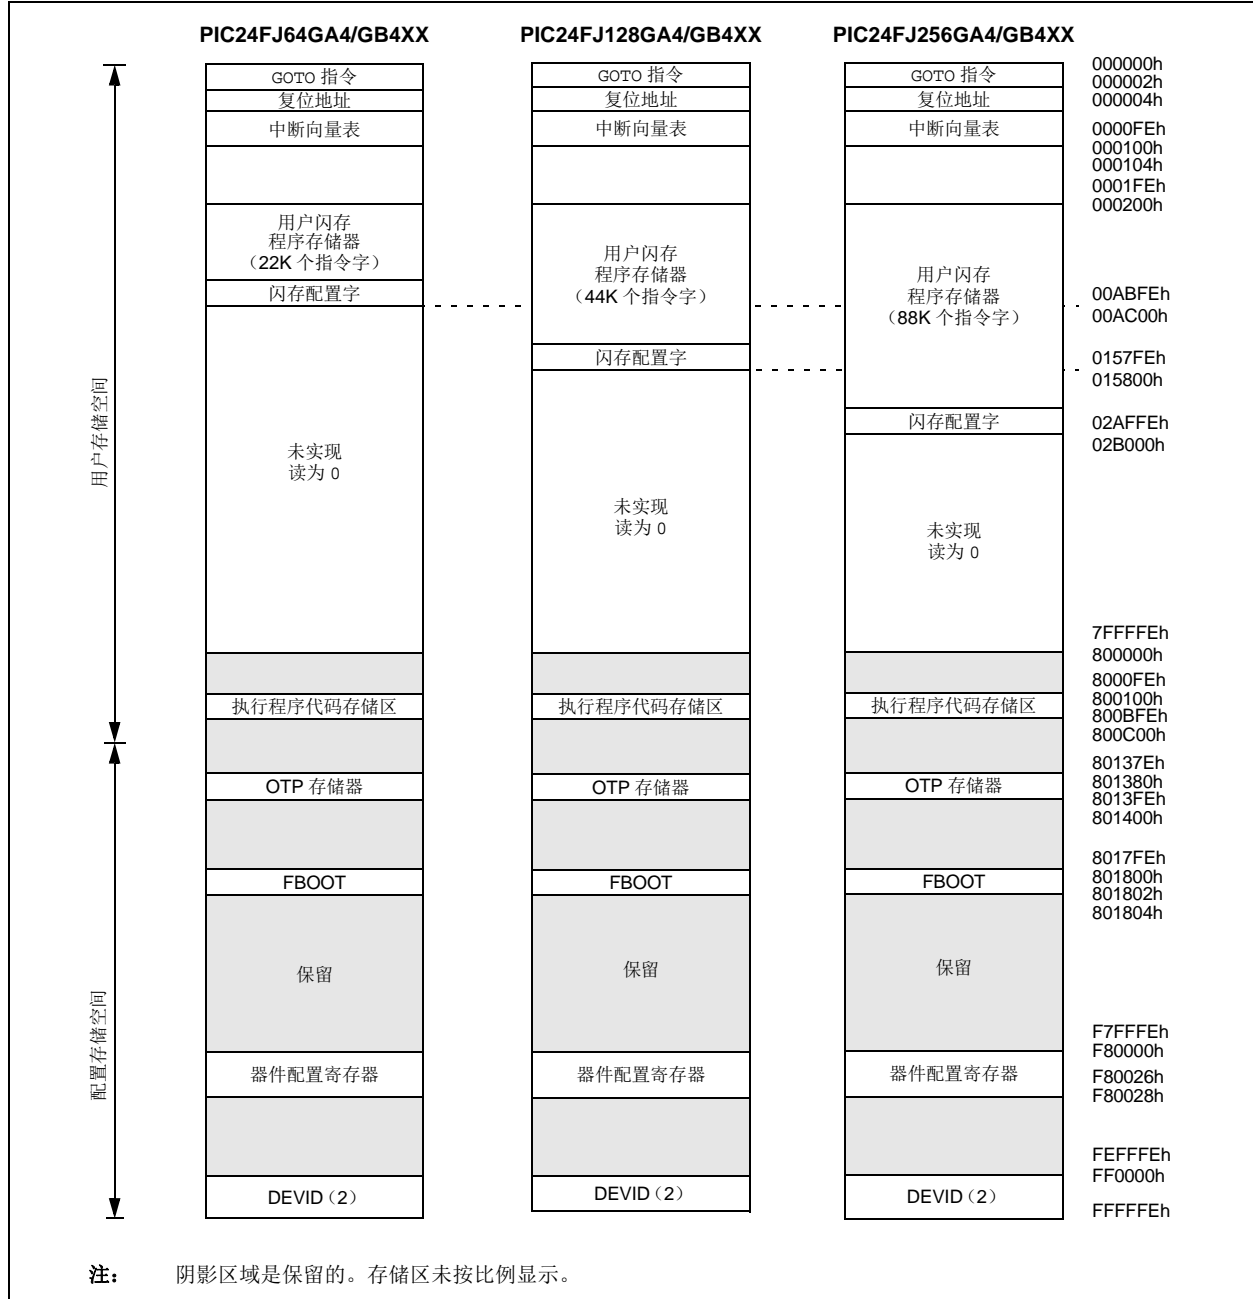 PIC24FJ64GA4/GB4XX
PIC24FJ128GA4/GB4XX
PIC24FJ256GA4/GB4XX
用户存储空间
配置存储空间
GOTO 指令
复位地址
中断向量表
用户闪存
程序存储器
（22K 个指令字）
闪存配置字
未实现
读为 0
执行程序代码存储区
OTP 存储器
FBOOT
保留
器件配置寄存器
DEVID（2）
GOTO 指令
复位地址
中断向量表
用户闪存
程序存储器
（44K 个指令字）
闪存配置字
未实现
读为 0
执行程序代码存储区
OTP 存储器
FBOOT
保留
器件配置寄存器
DEVID（2）
GOTO 指令
复位地址
中断向量表
用户闪存
程序存储器
（88K 个指令字）
闪存配置字
未实现
读为 0
执行程序代码存储区
OTP 存储器
FBOOT
保留
器件配置寄存器
DEVID（2）
000000h
000002h
000004h
0000FEh
000100h
000104h
0001FEh
000200h
00ABFEh
00AC00h
0157FEh
015800h
02AFFEh
02B000h
7FFFFEh
800000h
8000FEh
800100h
800BFEh
800C00h
80137Eh
801380h
8013FEh
801400h
8017FEh
801800h
801802h
801804h
F7FFFEh
F80000h
F80026h
F80028h
FEFFFEh
FF0000h
FFFFFEh
注： 阴影区域是保留的。存储区未按比例显示。